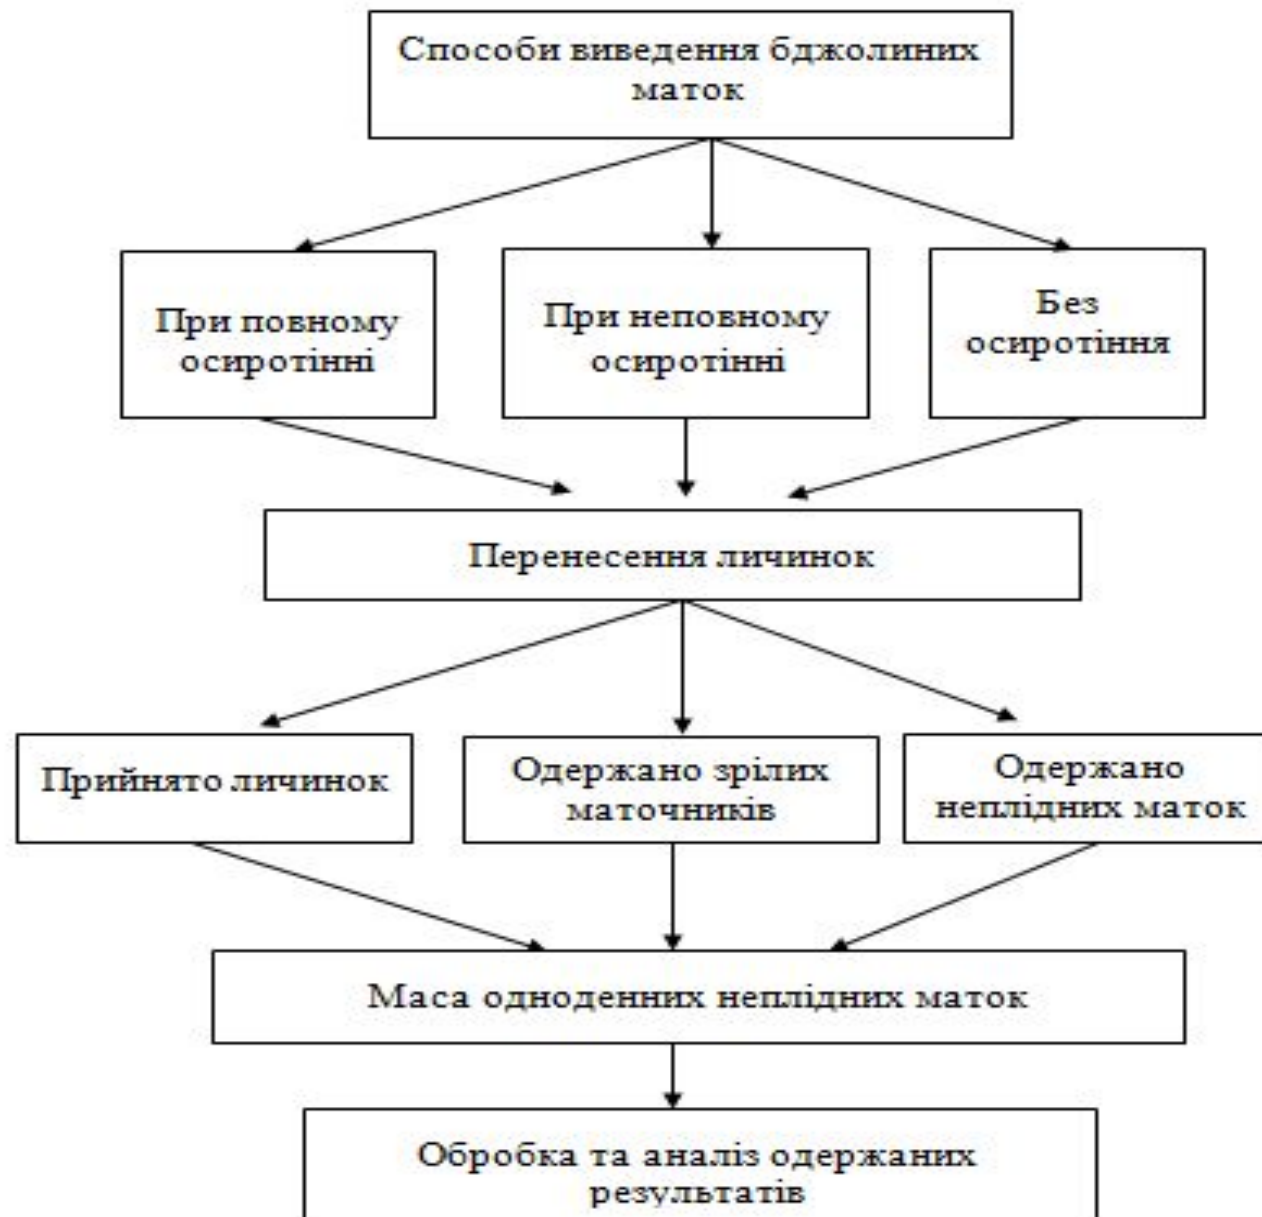 Способи виведення бджолиних
маток
При повному
осиротінні
При неповному
осиротінні
Без
осиротіння
Перенесення личинок
Прийнято личинок
Одержано зрілих
маточників
Одержано
неплідних маток
Маса одноденних неплідних маток
Обробка та аналіз одержаних
результатів